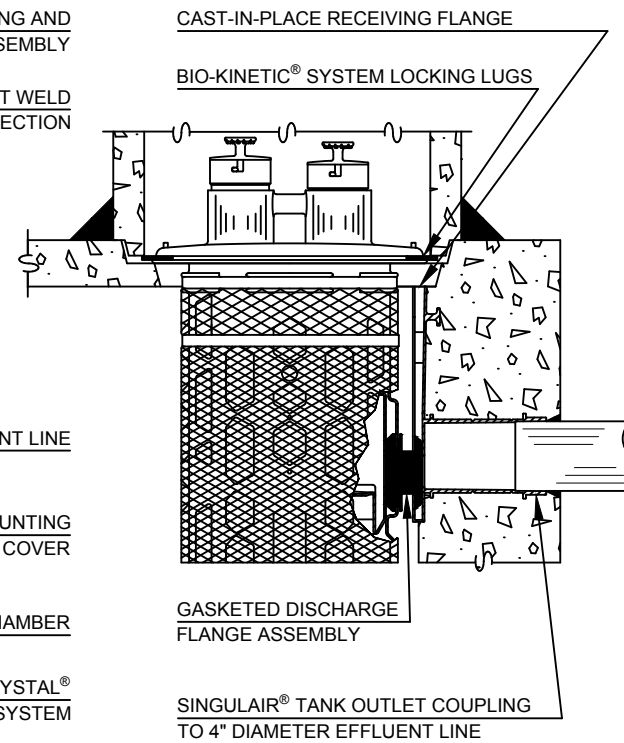 NG AND
SEMBLY
T WELD
ECTION
NT LINE
UNTING
COVER
HAMBER
YSTAL®
SYSTEM
CAST-IN-PLACE RECEIVING FLANGE
BIO-KINETIC® SYSTEM LOCKING LUGS
GASKETED DISCHARGE
FLANGE ASSEMBLY
SINGULAIR® TANK OUTLET COUPLING
TO 4" DIAMETER EFFLUENT LINE